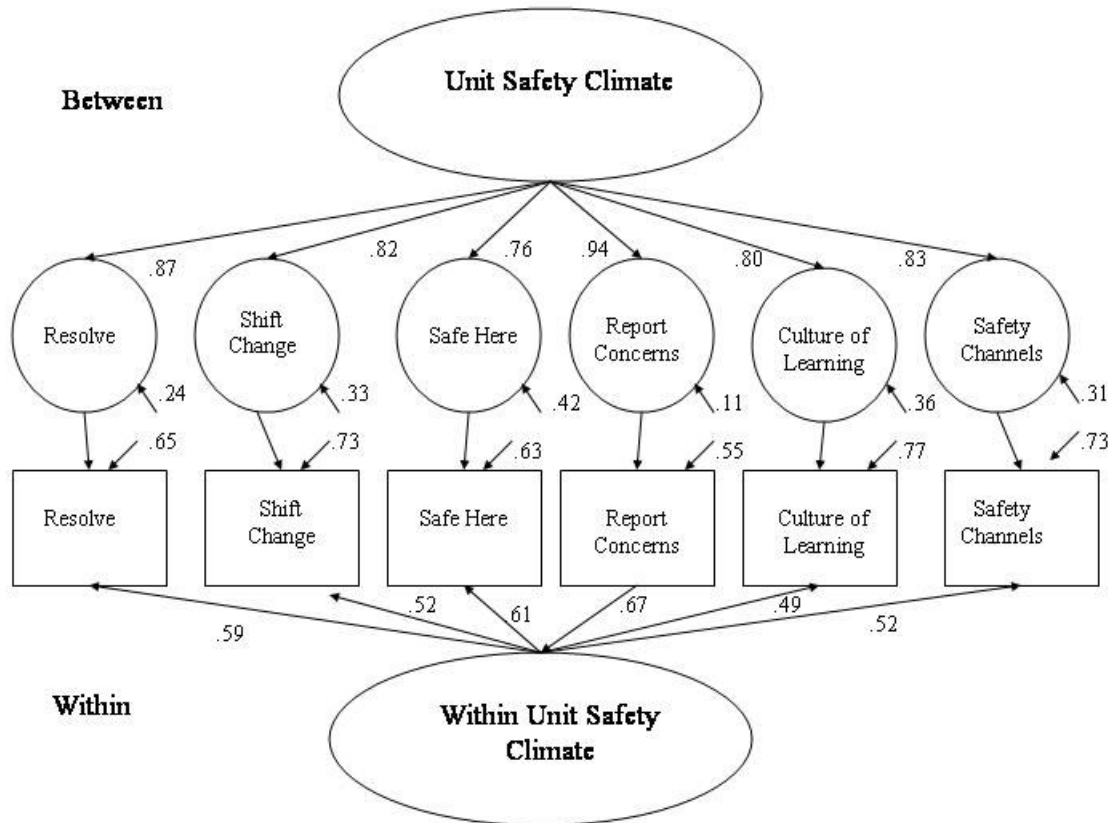 Unit Safety Climate
Between
.87
.82
.76
.94
.80
.83
Resolve
Shift
Change
Safe Here
Report
Concerns
Culture of
Learning
Safety
Channels
.24
.33
.42
.11
.36
.31
.65
.73
.63
.55
.77
.73
Resolve
Shift
Change
Safe Here
Report
Concerns
Culture of
Learning
Safety
Channels
.59
.52
61
.67
.49
.52
Within
Within Unit Safety
Climate